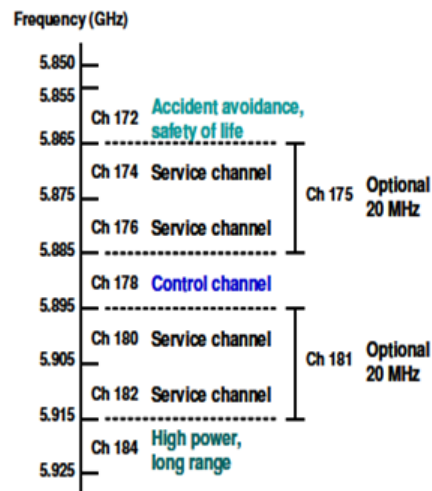 Frequency (GHz)
5.850
5.855
Ch 172 Accident avoidance,
safety of life
5.865
Ch 174 Service channel
5.875
Ch 175 Optional
20 MHz
Ch 176 Service channel
5.885
Ch 178 Control channel
5.895
Ch 180 Service channel
5.905
Ch 181 Optional
20 MHz
Ch 182 Service channel
5.915
Ch 184 High power,
long range
5.925